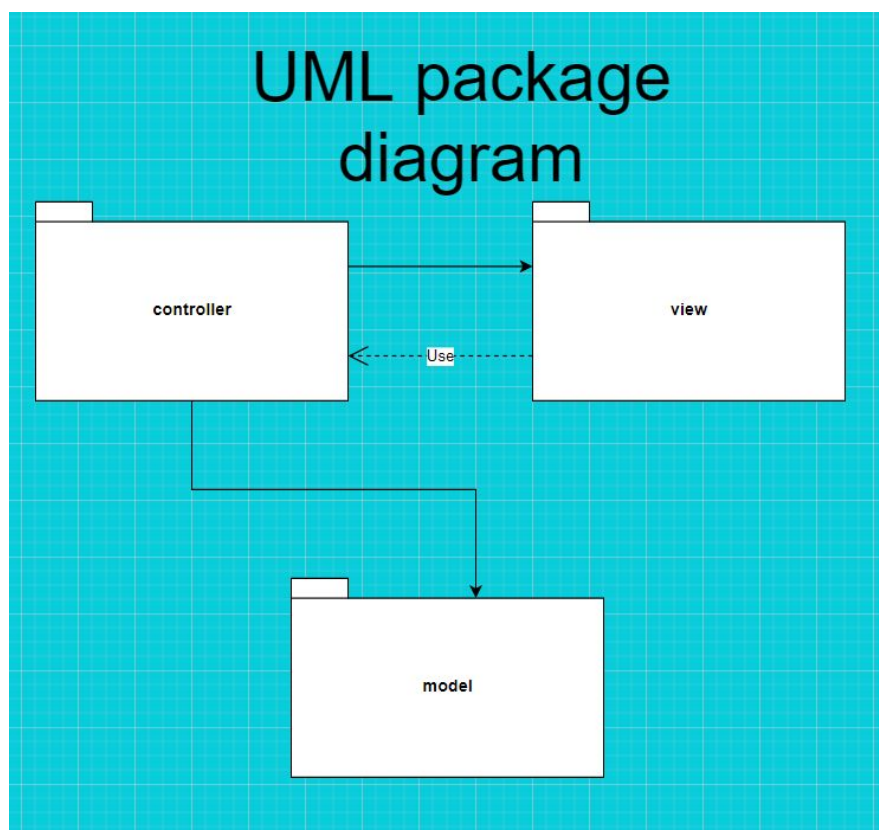 UML package
diagram
controller
view
Use
model